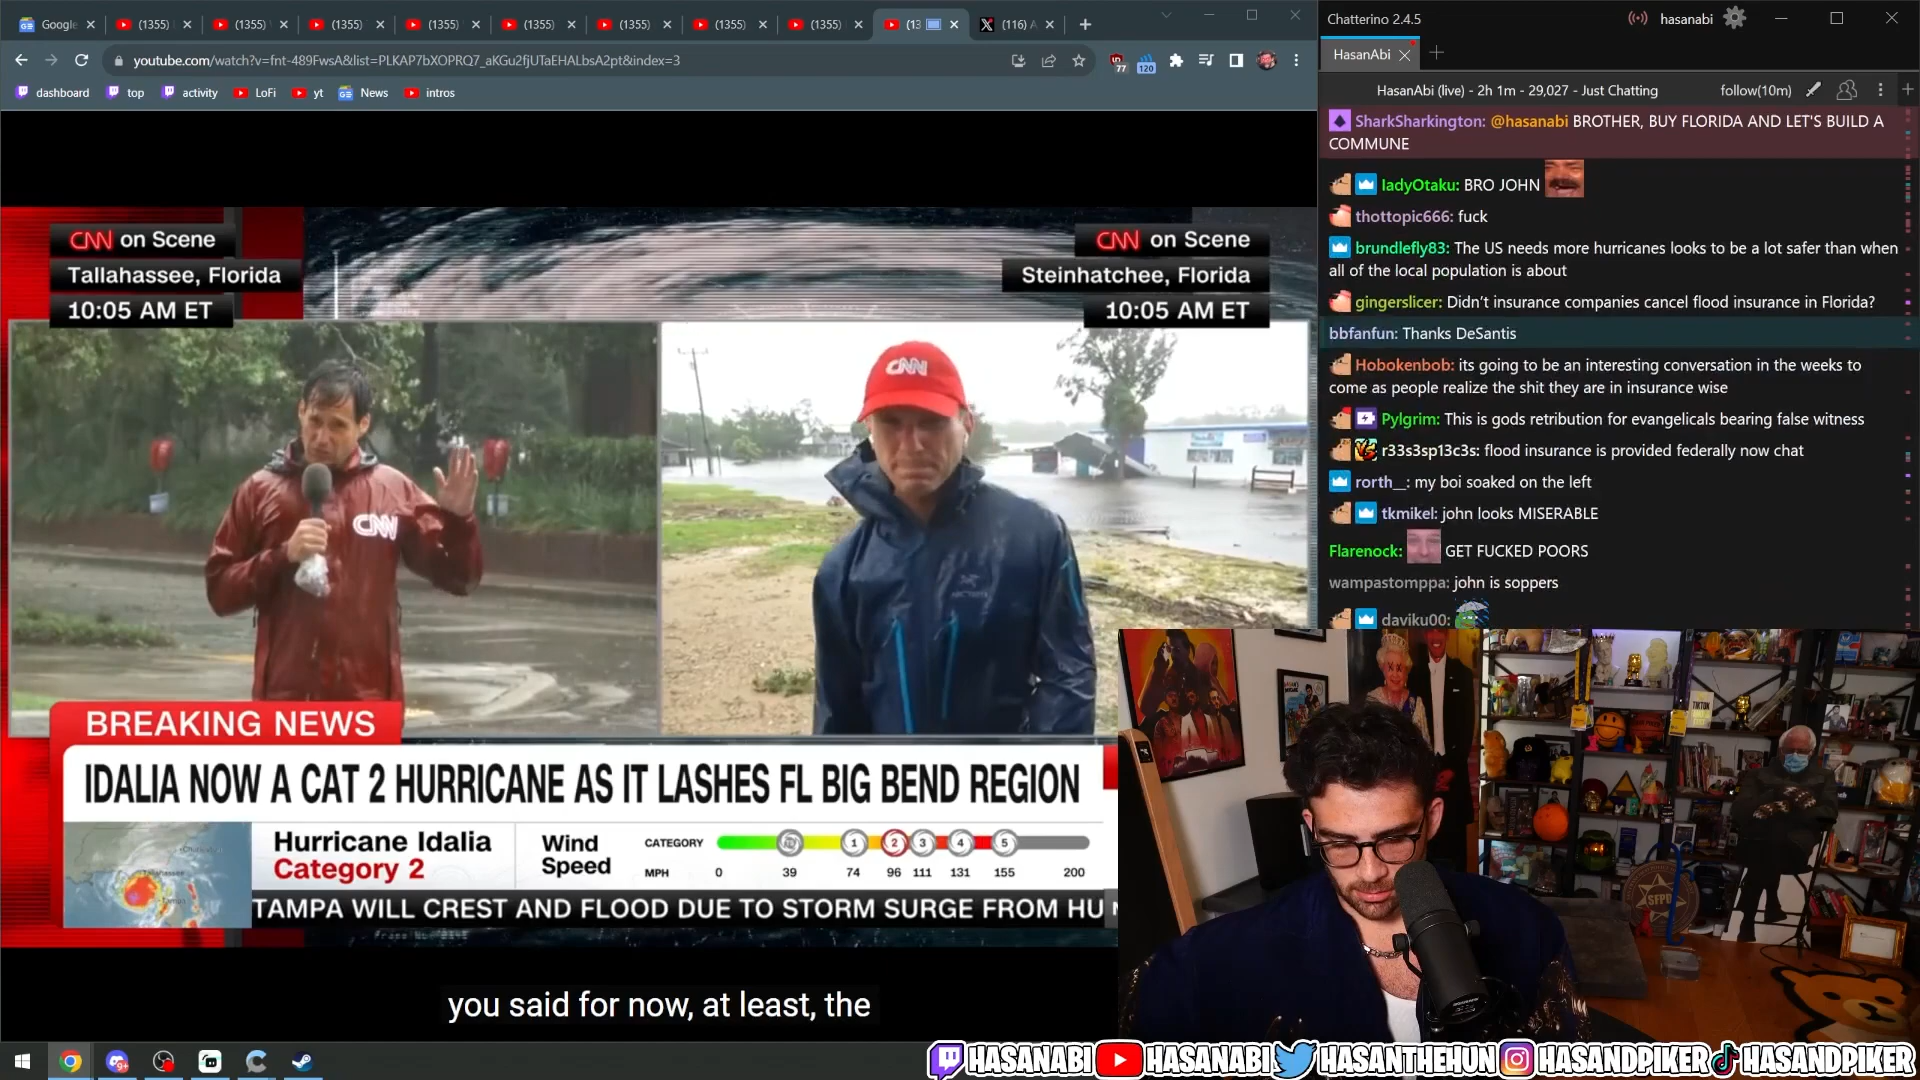 Google
(1355)
(1355)
(1355)
(1355)
(1355)
(1355)
(1355)
(1355)
(13
(116) A
youtube.com/watch?v=fnt-489FwsA&list=PLKAP7bXOPRQ7_aKGu2fjUTaEHALbsA2pt&index=3
77
120
dashboard
top
activity
LoFi
yt
News
intros
CNN on Scene
Tallahassee, Florida
10:05 AM ET
CNN on Scene
Steinhatchee, Florida
10:05 AM ET
CNN
CNN
ARC'TERYX
BREAKING NEWS
IDALIA NOW A CAT 2 HURRICANE AS IT LASHES FL BIG BEND REGION
Hurricane Idalia
Category 2
Wind
Speed
CATEGORY 1 2 3 4 5
MPH 0 39 74 96 111 131 155 200
Tallahassee
Tampa
TAMPA WILL CREST AND FLOOD DUE TO STORM SURGE FROM HU
you said for now, at least, the
Chatterino 2.4.5
hasanabi
HasanAbi
HasanAbi (live) - 2h 1m - 29,027 - Just Chatting
follow(10m)
SharkSharkington: @hasanabi BROTHER, BUY FLORIDA AND LET'S BUILD A
COMMUNE
ladyOtaku: BRO JOHN
thottopic666: fuck
brundlefly83: The US needs more hurricanes looks to be a lot safer than when
all of the local population is about
gingerslicer: Didn't insurance companies cancel flood insurance in Florida?
bbfanfun: Thanks DeSantis
Hobokenbob: its going to be an interesting conversation in the weeks to
come as people realize the shit they are in insurance wise
Pylgrim: This is gods retribution for evangelicals bearing false witness
r33s3sp13c3s: flood insurance is provided federally now chat
rorth__: my boi soaked on the left
tkmikel: john looks MISERABLE
Flarenock: GET FUCKED POORS
wampastomppa: john is soppers
daviku00:
TIKTOK
SFPD
HASANABI
HASANABI
HASANTHEHUN
HASANDPIKER
HASANDPIKER